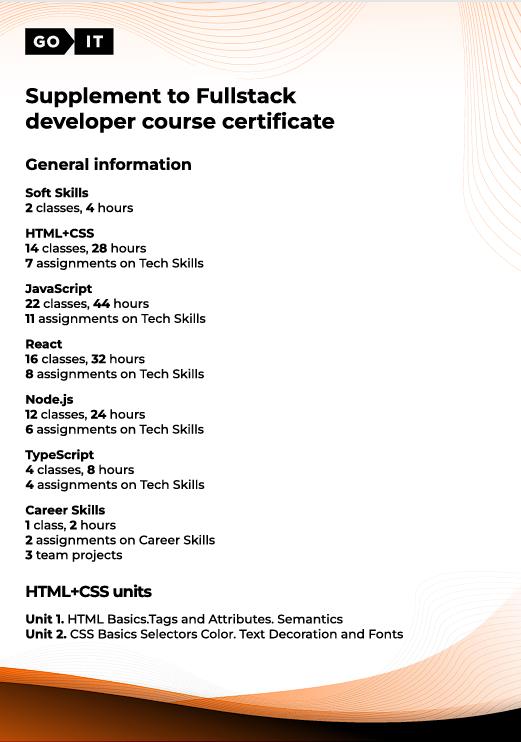 GO IT
Supplement to Fullstack
developer course certificate
General information
Soft Skills
2 classes, 4 hours
HTML+CSS
14 classes, 28 hours
7 assignments on Tech Skills
JavaScript
22 classes, 44 hours
11 assignments on Tech Skills
React
16 classes, 32 hours
8 assignments on Tech Skills
Node.js
12 classes, 24 hours
6 assignments on Tech Skills
TypeScript
4 classes, 8 hours
4 assignments on Tech Skills
Career Skills
1 class, 2 hours
2 assignments on Career Skills
3 team projects
HTML+CSS units
Unit 1. HTML Basics.Tags and Attributes. Semantics
Unit 2. CSS Basics Selectors Color. Text Decoration and Fonts